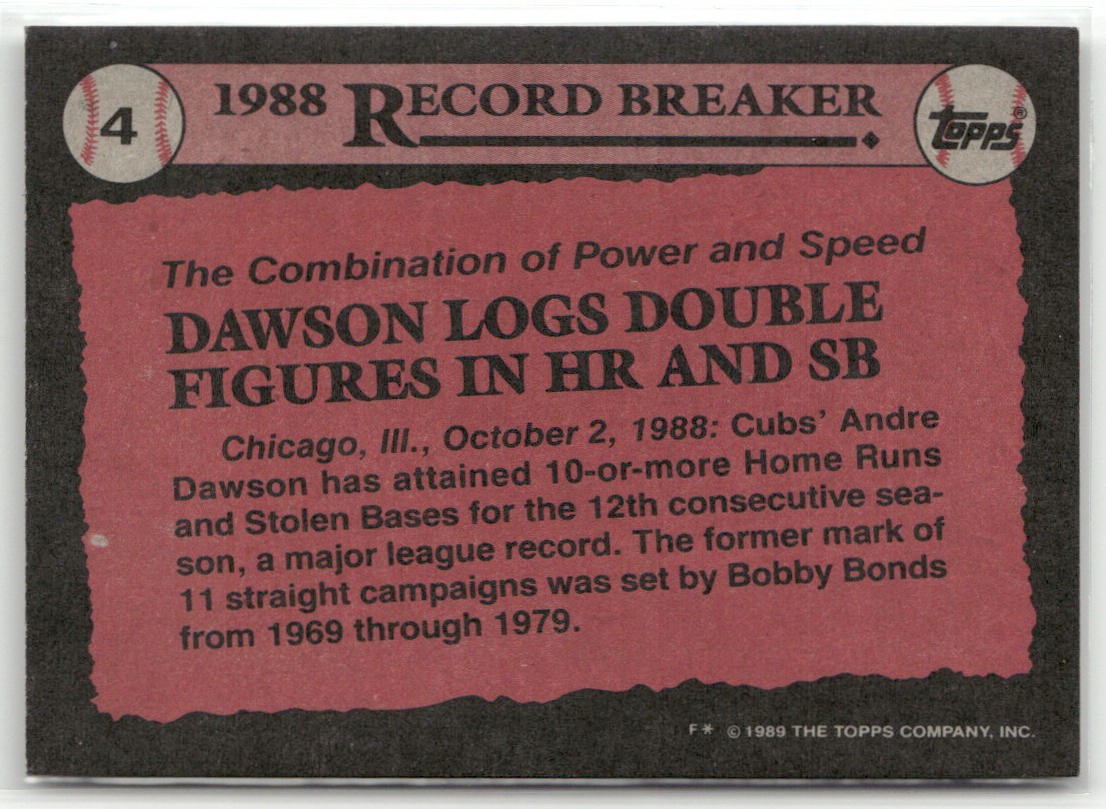 4
1988 RECORD BREAKER
topps®
The Combination of Power and Speed
DAWSON LOGS DOUBLE
FIGURES IN HR AND SB
Chicago, Ill., October 2, 1988: Cubs' Andre
Dawson has attained 10-or-more Home Runs
and Stolen Bases for the 12th consecutive sea-
son, a major league record. The former mark of
11 straight campaigns was set by Bobby Bonds
from 1969 through 1979.
F* © 1989 THE TOPPS COMPANY, INC.